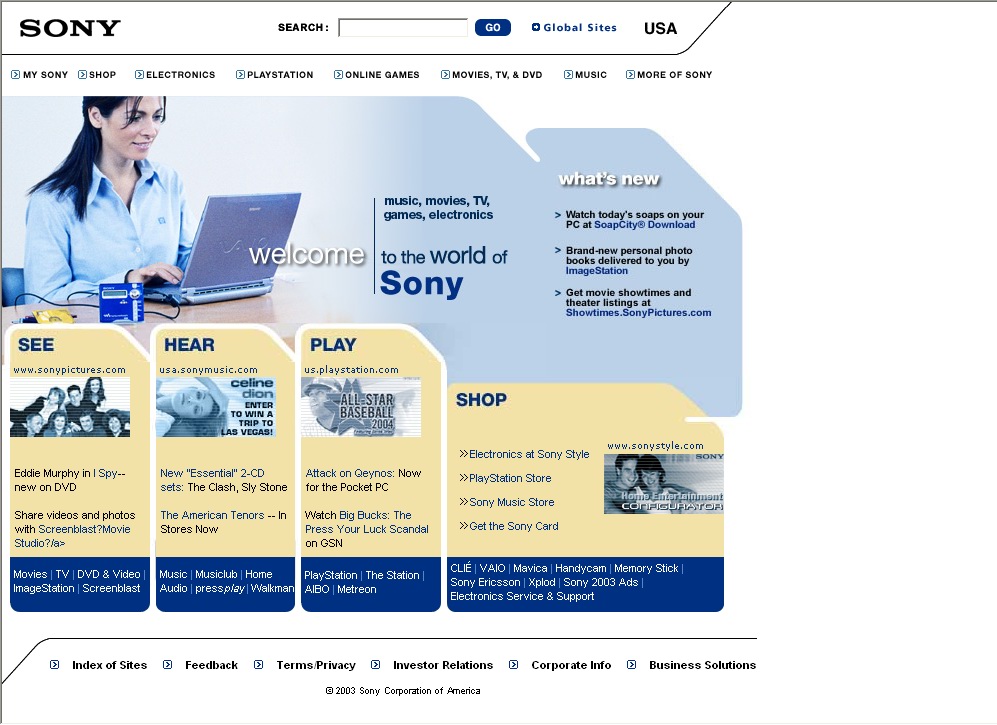 SONY
SEARCH :
GO
Global Sites
USA
MY SONY
SHOP
ELECTRONICS
PLAYSTATION
ONLINE GAMES
MOVIES, TV, & DVD
MUSIC
MORE OF SONY
VAIO
welcome
music, movies, TV,
games, electronics
to the world of
Sony
what's new
> Watch today's soaps on your
PC at SoapCity® Download
> Brand-new personal photo
books delivered to you by
ImageStation
> Get movie showtimes and
theater listings at
Showtimes.SonyPictures.com
SEE
www.sonypictures.com
Eddie Murphy in I Spy--
new on DVD
Share videos and photos
with Screenblast?Movie
Studio?/a>
Movies | TV | DVD & Video |
ImageStation | Screenblast
HEAR
usa.sonymusic.com
celine
dion
ENTER
TO WIN A
TRIP TO
LAS VEGAS!
New "Essential" 2-CD
sets: The Clash, Sly Stone
The American Tenors -- In
Stores Now
Music | Musiclub | Home
Audio | pressplay | Walkman
PLAY
us.playstation.com
ALL-STAR
BASEBALL
2004
Attack on Qeynos: Now
for the Pocket PC
Watch Big Bucks: The
Press Your Luck Scandal
on GSN
PlayStation | The Station |
AIBO | Metreon
SHOP
www.sonystyle.com
SONY
Home Entertainment
CONFIGURATOR
Electronics at Sony Style
PlayStation Store
Sony Music Store
Get the Sony Card
CLIÉ | VAIO | Mavica | Handycam | Memory Stick |
Sony Ericsson | Xplod | Sony 2003 Ads |
Electronics Service & Support
Index of Sites
Feedback
Terms/Privacy
Investor Relations
Corporate Info
Business Solutions
© 2003 Sony Corporation of America